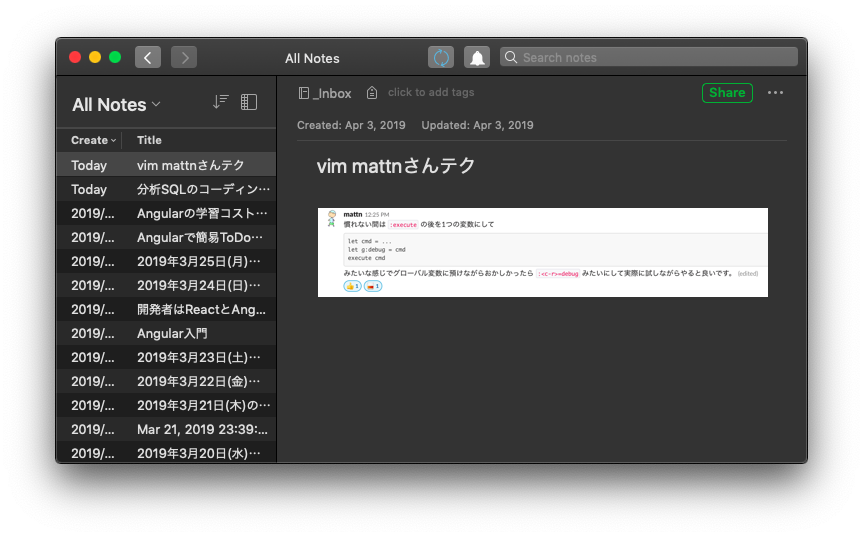 All Notes
Search notes
All Notes
Create
Title
Today
vim mattnさんテク
Today
分析SQLのコーディン…
2019/...
Angularの学習コスト…
2019/...
Angularで簡易ToDo…
2019/...
2019年3月25日(月)…
2019/...
2019年3月24日(日)…
2019/...
開発者はReactとAng...
2019/...
Angular入門
2019/...
2019年3月23日(土)…
2019/...
2019年3月22日(金)…
2019/...
2019年3月21日(木)の…
2019/...
Mar 21, 2019 23:39:...
2019/...
2019年3月20日(水)…
_Inbox
click to add tags
Share
Created: Apr 3, 2019
Updated: Apr 3, 2019
vim mattnさんテク
mattn 12:25 PM
慣れない間は :execute の後を1つの変数にして
let cmd = ...
let g:debug = cmd
execute cmd
みたいな感じでグローバル変数に預けながらおかしかったら :<c-r>=debug みたいにして実際に試しながらやると良いです。 (edited)
1
1